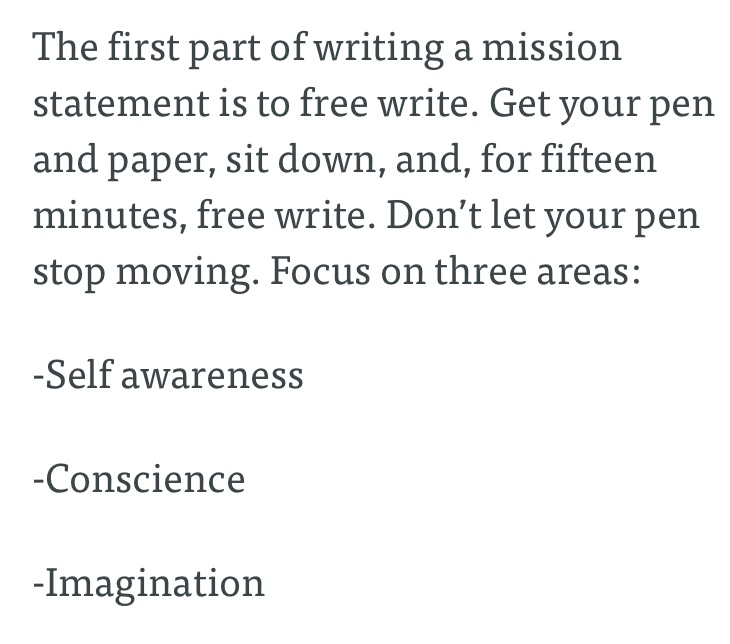 The first part of writing a mission
statement is to free write. Get your pen
and paper, sit down, and, for fifteen
minutes, free write. Don’t let your pen
stop moving. Focus on three areas:
-Self awareness
-Conscience
-Imagination